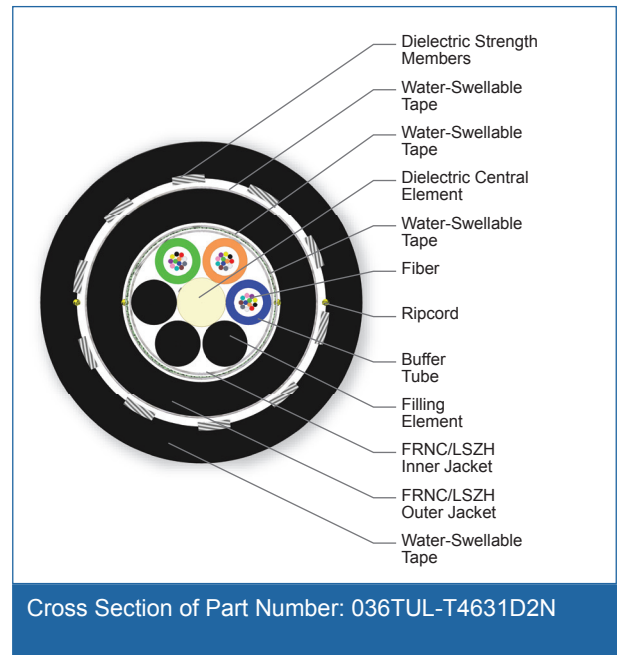 Dielectric Strength
Members
Water-Swellable
Tape
Water-Swellable
Tape
Dielectric Central
Element
Water-Swellable
Tape
Fiber
Ripcord
Buffer
Tube
Filling
Element
FRNC/LSZH
Inner Jacket
FRNC/LSZH
Outer Jacket
Water-Swellable
Tape
Cross Section of Part Number: 036TUL-T4631D2N